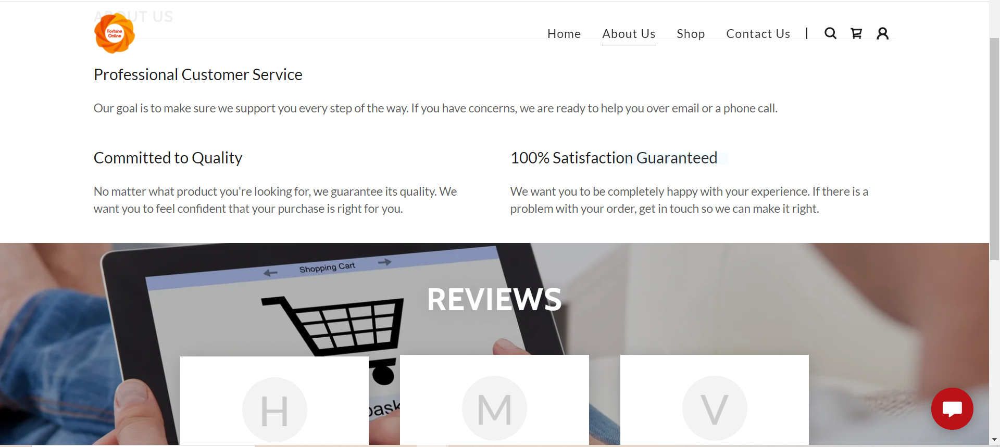 ABOUT US
Fortune
Online
Home About Us Shop Contact Us
Professional Customer Service
Our goal is to make sure we support you every step of the way. If you have concerns, we are ready to help you over email or a phone call.
Committed to Quality
No matter what product you're looking for, we guarantee its quality. We
want you to feel confident that your purchase is right for you.
100% Satisfaction Guaranteed
We want you to be completely happy with your experience. If there is a
problem with your order, get in touch so we can make it right.
Shopping Cart
REVIEWS
H
M
V